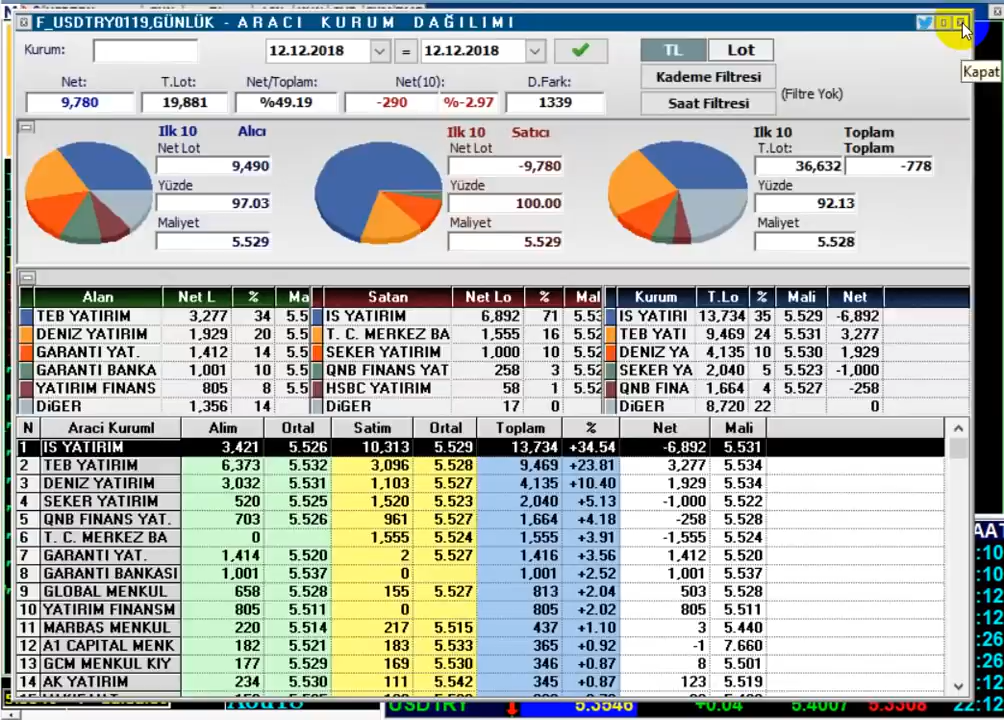 F_USDTRY0119,GÜNLÜK - ARACI KURUM DAĞILIMI
Kurum: 12.12.2018 = 12.12.2018 TL Lot
Kapat
Kademe Filtresi
Saat Filtresi (Filtre Yok)
Net: T.Lot: Net/Toplam: Net(10): D.Fark:
9,780 19,881 %49.19 -290 %-2.97 1339
Ilk 10 Alıcı Ilk 10 Satıcı Ilk 10 Toplam
Net Lot Net Lot T.Lot: Toplam
9,490 -9,780 36,632 -778
Yüzde Yüzde Yüzde
97.03 100.00 92.13
Maliyet Maliyet Maliyet
5.529 5.529 5.528
Alan Net L % Ma Satan Net Lo % Mal Kurum T.Lo % Mali Net
TEB YATIRIM 3,277 34 5.5 IS YATIRIM 6,892 71 5.53 IS YATIRI 13,734 35 5.529 -6,892
DENIZ YATIRIM 1,929 20 5.5 T. C. MERKEZ BA 1,555 16 5.52 TEB YATI 9,469 24 5.531 3,277
GARANTI YAT. 1,412 14 5.5 SEKER YATIRIM 1,000 10 5.52 DENIZ YA 4,135 10 5.530 1,929
GARANTI BANKA 1,001 10 5.5 QNB FINANS YAT 258 3 5.52 SEKER YA 2,040 5 5.523 -1,000
YATIRIM FINANS 805 8 5.5 HSBC YATIRIM 58 1 5.52 QNB FINA 1,664 4 5.527 -258
DiĞER 1,356 14 DiĞER 17 0 DiĞER 8,720 22 0
N Araci Kuruml Alim Ortal Satim Ortal Toplam % Net Mali
1 IS YATIRIM 3,421 5.526 10,313 5.529 13,734 +34.54 -6,892 5.531
2 TEB YATIRIM 6,373 5.532 3,096 5.528 9,469 +23.81 3,277 5.534
3 DENIZ YATIRIM 3,032 5.531 1,103 5.527 4,135 +10.40 1,929 5.534
4 SEKER YATIRIM 520 5.525 1,520 5.523 2,040 +5.13 -1,000 5.522
5 QNB FINANS YAT. 703 5.526 961 5.527 1,664 +4.18 -258 5.528
6 T. C. MERKEZ BA 0 1,555 5.524 1,555 +3.91 -1,555 5.524
7 GARANTI YAT. 1,414 5.520 2 5.527 1,416 +3.56 1,412 5.520
8 GARANTI BANKASI 1,001 5.537 0 1,001 +2.52 1,001 5.537
9 GLOBAL MENKUL 658 5.528 155 5.527 813 +2.04 503 5.528
10 YATIRIM FINANSM 805 5.511 0 805 +2.02 805 5.511
11 MARBAS MENKUL 220 5.514 217 5.515 437 +1.10 3 5.440
12 A1 CAPITAL MENK 182 5.521 183 5.533 365 +0.92 -1 7.660
13 GCM MENKUL KIY 177 5.529 169 5.530 346 +0.87 8 5.501
14 AK YATIRIM 234 5.530 111 5.542 345 +0.87 123 5.519
USDTRY 5.3546 +0.04 5.4007 5.3308 22:12